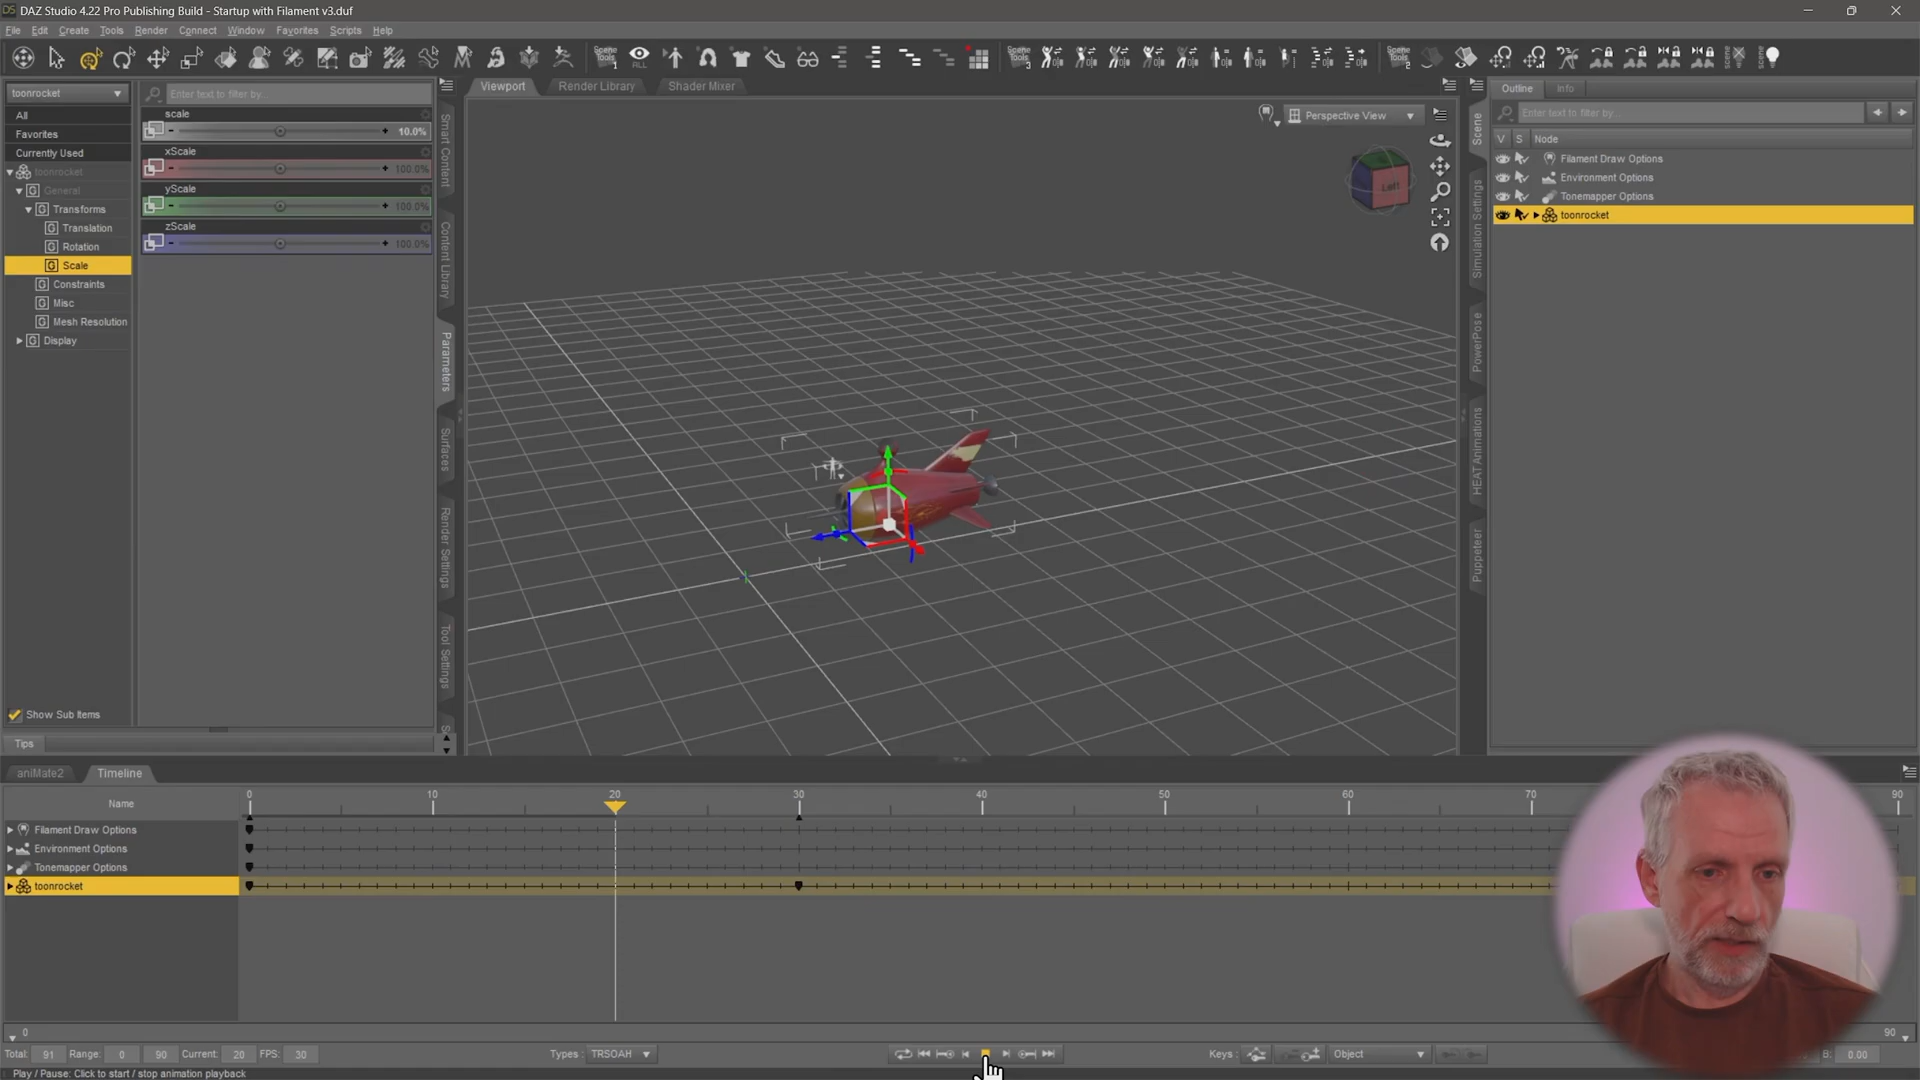 DAZ Studio 4.22 Pro Publishing Build - Startup with Filament v3.duf
File Edit Create Tools Render Connect Window Favorites Scripts Help
toonrocket
Enter text to filter by...
All
Favorites
Currently Used
toonrocket
General
Transforms
Translation
Rotation
Scale
Constraints
Misc
Mesh Resolution
Display
Show Sub Items
Tips
scale
10.0%
xScale
100.0%
yScale
100.0%
zScale
100.0%
Smart Content
Content Library
Parameters
Surfaces
Render Settings
Tool Settings
Viewport Render Library Shader Mixer
Perspective View
Left
Scene
Simulation Settings
PowerPose
HEAT Animations
Puppeteer
Outline Info
Enter text to filter by...
V S Node
Filament Draw Options
Environment Options
Tonemapper Options
toonrocket
aniMate2 Timeline
Name
0 10 20 30 40 50 60 70 90
Filament Draw Options
Environment Options
Tonemapper Options
toonrocket
0 90
Total: 91 Range: 0 90 Current: 20 FPS: 30 Types : TRSOAH Keys : Object B: 0.00
Play / Pause: Click to start / stop animation playback